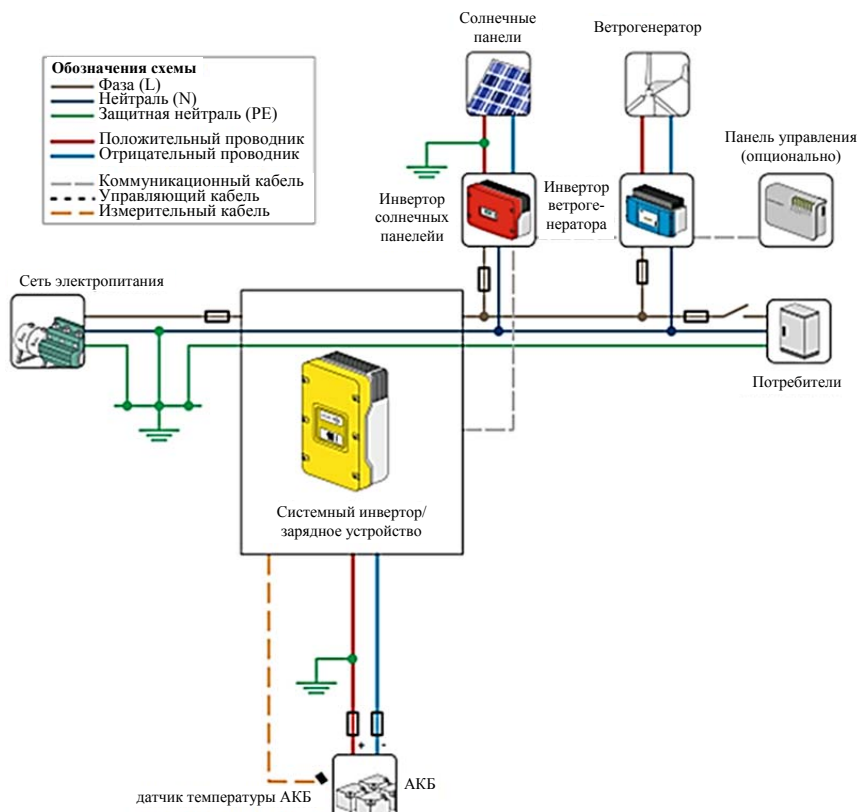 Солнечные
панели
Ветрогенератор
Обозначения схемы
Фаза (L)
Нейтраль (N)
Защитная нейтраль (PE)
Положительный проводник
Отрицательный проводник
Коммуникационный кабель
Управляющий кабель
Измерительный кабель
Панель управления
(опционально)
Инвертор
солнечных
панелейи
Инвертор
ветроге-
нератора
Сеть электропитания
Потребители
Системный инвертор/
зарядное устройство
+ -
АКБ
датчик температуры АКБ